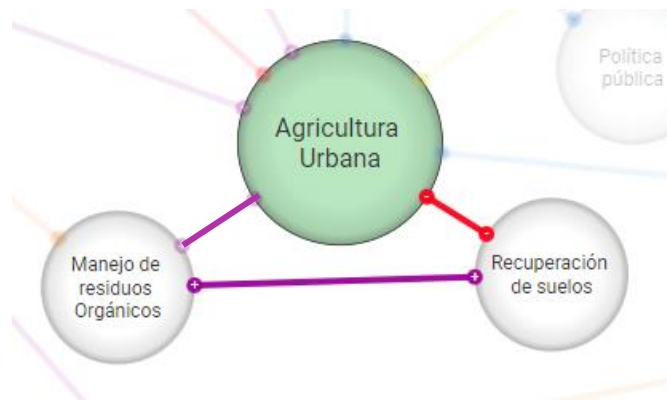 Política
pública
Agricultura
Urbana
Manejo de
residuos
Orgánicos
Recuperación
de suelos
+
+
-
-